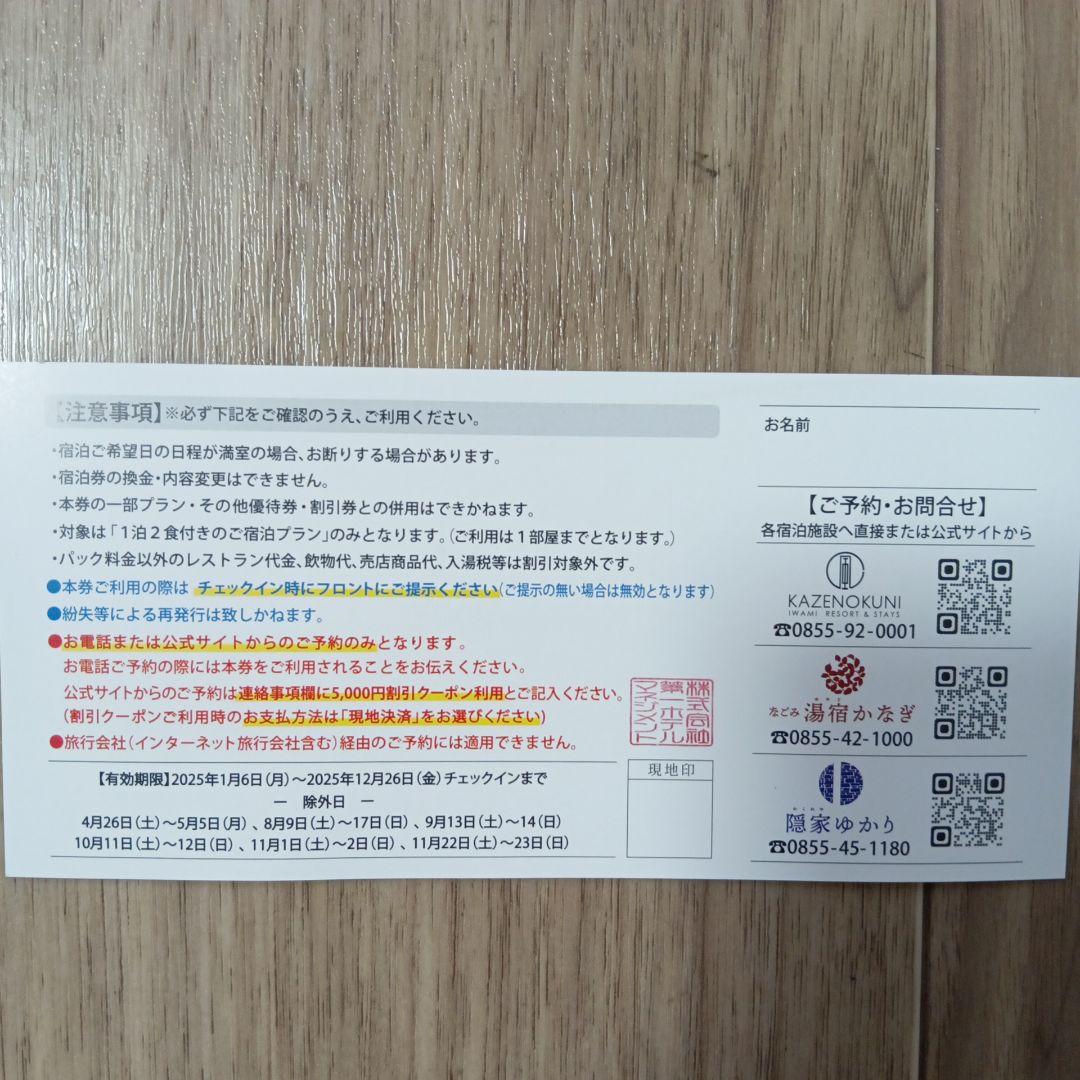 【注意事項】※必ず下記をご確認のうえ、ご利用ください。
・宿泊ご希望日の日程が満室の場合、お断りする場合があります。
・宿泊券の換金・内容変更はできません。
・本券の一部プラン・その他優待券・割引券との併用はできかねます。
・対象は「１泊２食付きのご宿泊プラン」のみとなります。（ご利用は１部屋までとなります。）
・パック料金以外のレストラン代金、飲物代、売店商品代、入湯税等は割引対象外です。
●本券ご利用の際は チェックイン時にフロントにご提示ください（ご提示の無い場合は無効となります）
●紛失等による再発行は致しかねます。
●お電話または公式サイトからのご予約のみとなります。
お電話ご予約の際には本券をご利用されることをお伝えください。
公式サイトからのご予約は連絡事項欄に5,000円割引クーポン利用とご記入ください。
（割引クーポンご利用時のお支払方法は「現地決済」をお選びください）
●旅行会社（インターネット旅行会社含む）経由のご予約には適用できません。
【有効期限】2025年1月6日（月）～2025年12月26日（金）チェックインまで
― 除外日 ―
4月26日（土）～5月5日（月）、8月9日（土）～17日（日）、9月13日（土）～14（日）
10月11日（土）～12日（日）、11月1日（土）～2日（日）、11月22日（土）～23日（日）
株式会社
現地印
お名前
【ご予約・お問合せ】
各宿泊施設へ直接または公式サイトから
KAZENOKUNI
IWAMI RESORT & STAYS
☎0855-92-0001
なごみ 湯宿かなぎ
☎0855-42-1000
かくれや
隠家ゆかり
☎0855-45-1180